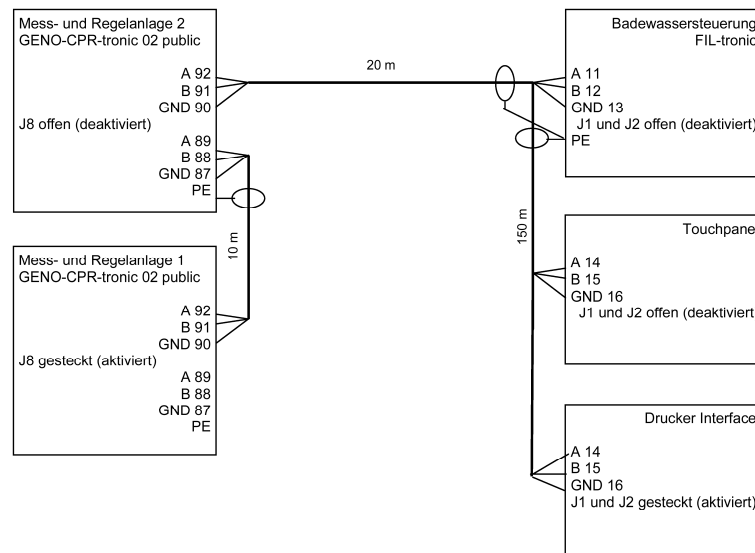 Mess- und Regelanlage 2
GENO-CPR-tronic 02 public
A 92
B 91
GND 90
J8 offen (deaktiviert)
A 89
B 88
GND 87
PE
10 m
Mess- und Regelanlage 1
GENO-CPR-tronic 02 public
A 92
B 91
GND 90
J8 gesteckt (aktiviert)
A 89
B 88
GND 87
PE
20 m
150 m
Badewassersteuerung
FIL-tronic
A 11
B 12
GND 13
J1 und J2 offen (deaktiviert)
PE
Touchpane
A 14
B 15
GND 16
J1 und J2 offen (deaktiviert
Drucker Interface
A 14
B 15
GND 16
J1 und J2 gesteckt (aktiviert)